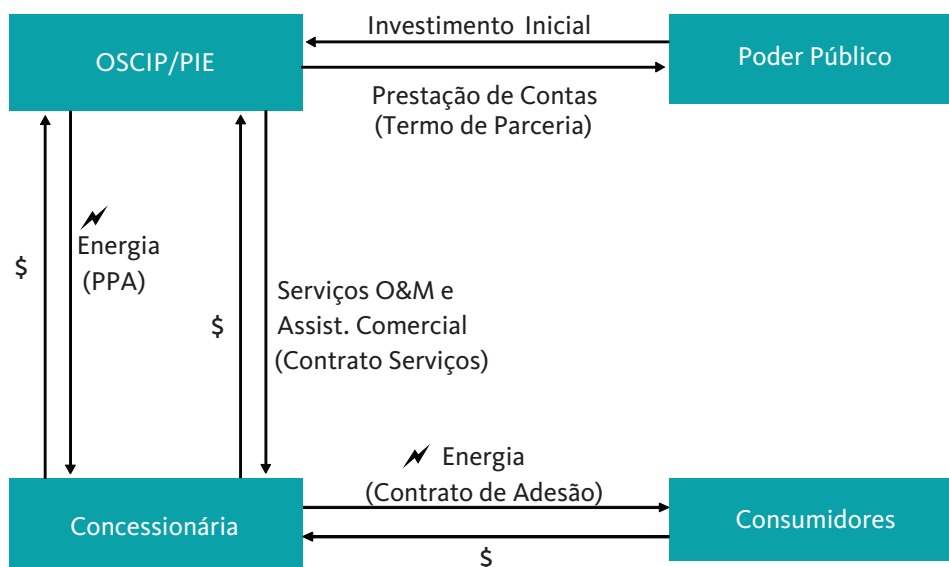 OSCIP/PIE
Investimento Inicial
Poder Público
Prestação de Contas
(Termo de Parceria)
$
Energia
(PPA)
$
Serviços O&M e
Assist. Comercial
(Contrato Serviços)
Concessionária
Energia
(Contrato de Adesão)
Consumidores
$